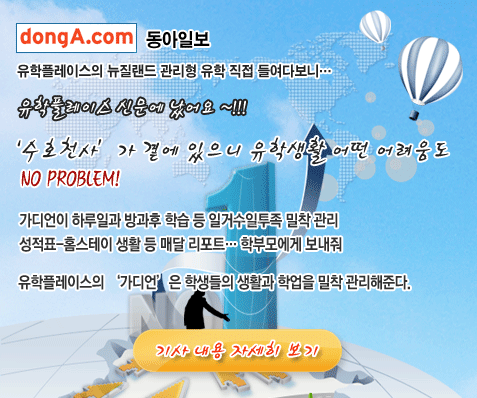 dongA.com 동아일보
유학플레이스의 뉴질랜드 관리형 유학 직접 들여다보니…
유학플레이스 신문에 났어요 ~!!!
'수호천사' 가 곁에 있으니 유학생활 어떤 어려움도
NO PROBLEM!
가디언이 하루일과 방과후 학습 등 일거수일투족 밀착 관리
성적표-홈스테이 생활 등 매달 리포트… 학부모에게 보내줘
유학플레이스의 '가디언' 은 학생들의 생활과 학업을 밀착 관리해준다.
NO
1
기사 내용 자세히 보기